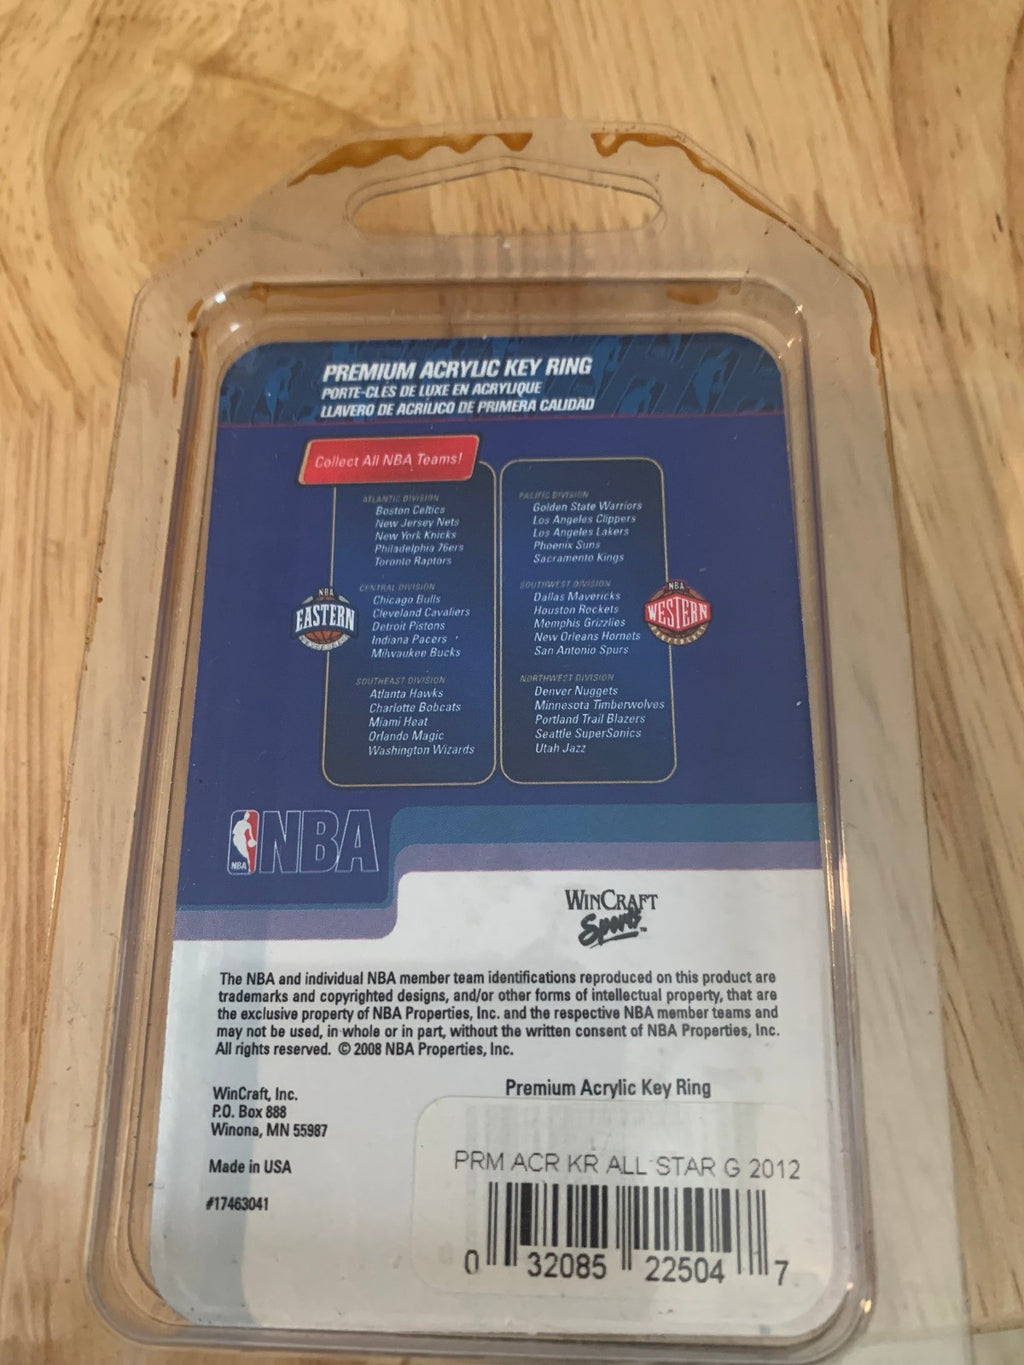 PREMIUM ACRYLIC KEY RING
PORTE-CLÉS DE LUXE EN ACRYLIQUE
LLAVERO DE ACRÍLICO DE PRIMERA CALIDAD
Collect All NBA Teams!
ATLANTIC DIVISION
Boston Celtics
New Jersey Nets
New York Knicks
Philadelphia 76ers
Toronto Raptors
CENTRAL DIVISION
Chicago Bulls
Cleveland Cavaliers
Detroit Pistons
Indiana Pacers
Milwaukee Bucks
SOUTHEAST DIVISION
Atlanta Hawks
Charlotte Bobcats
Miami Heat
Orlando Magic
Washington Wizards
NBA
EASTERN
PACIFIC DIVISION
Golden State Warriors
Los Angeles Clippers
Los Angeles Lakers
Phoenix Suns
Sacramento Kings
SOUTHWEST DIVISION
Dallas Mavericks
Houston Rockets
Memphis Grizzlies
New Orleans Hornets
San Antonio Spurs
NORTHWEST DIVISION
Denver Nuggets
Minnesota Timberwolves
Portland Trail Blazers
Seattle SuperSonics
Utah Jazz
NBA
WESTERN
NBA
NBA
WINCRAFT
Sports™
The NBA and individual NBA member team identifications reproduced on this product are
trademarks and copyrighted designs, and/or other forms of intellectual property, that are
the exclusive property of NBA Properties, Inc. and the respective NBA member teams and
may not be used, in whole or in part, without the written consent of NBA Properties, Inc.
All rights reserved. © 2008 NBA Properties, Inc.
WinCraft, Inc.
P.O. Box 888
Winona, MN 55987
Made in USA
#17463041
Premium Acrylic Key Ring
PRM ACR KR ALL STAR G 2012
0 32085 22504 7